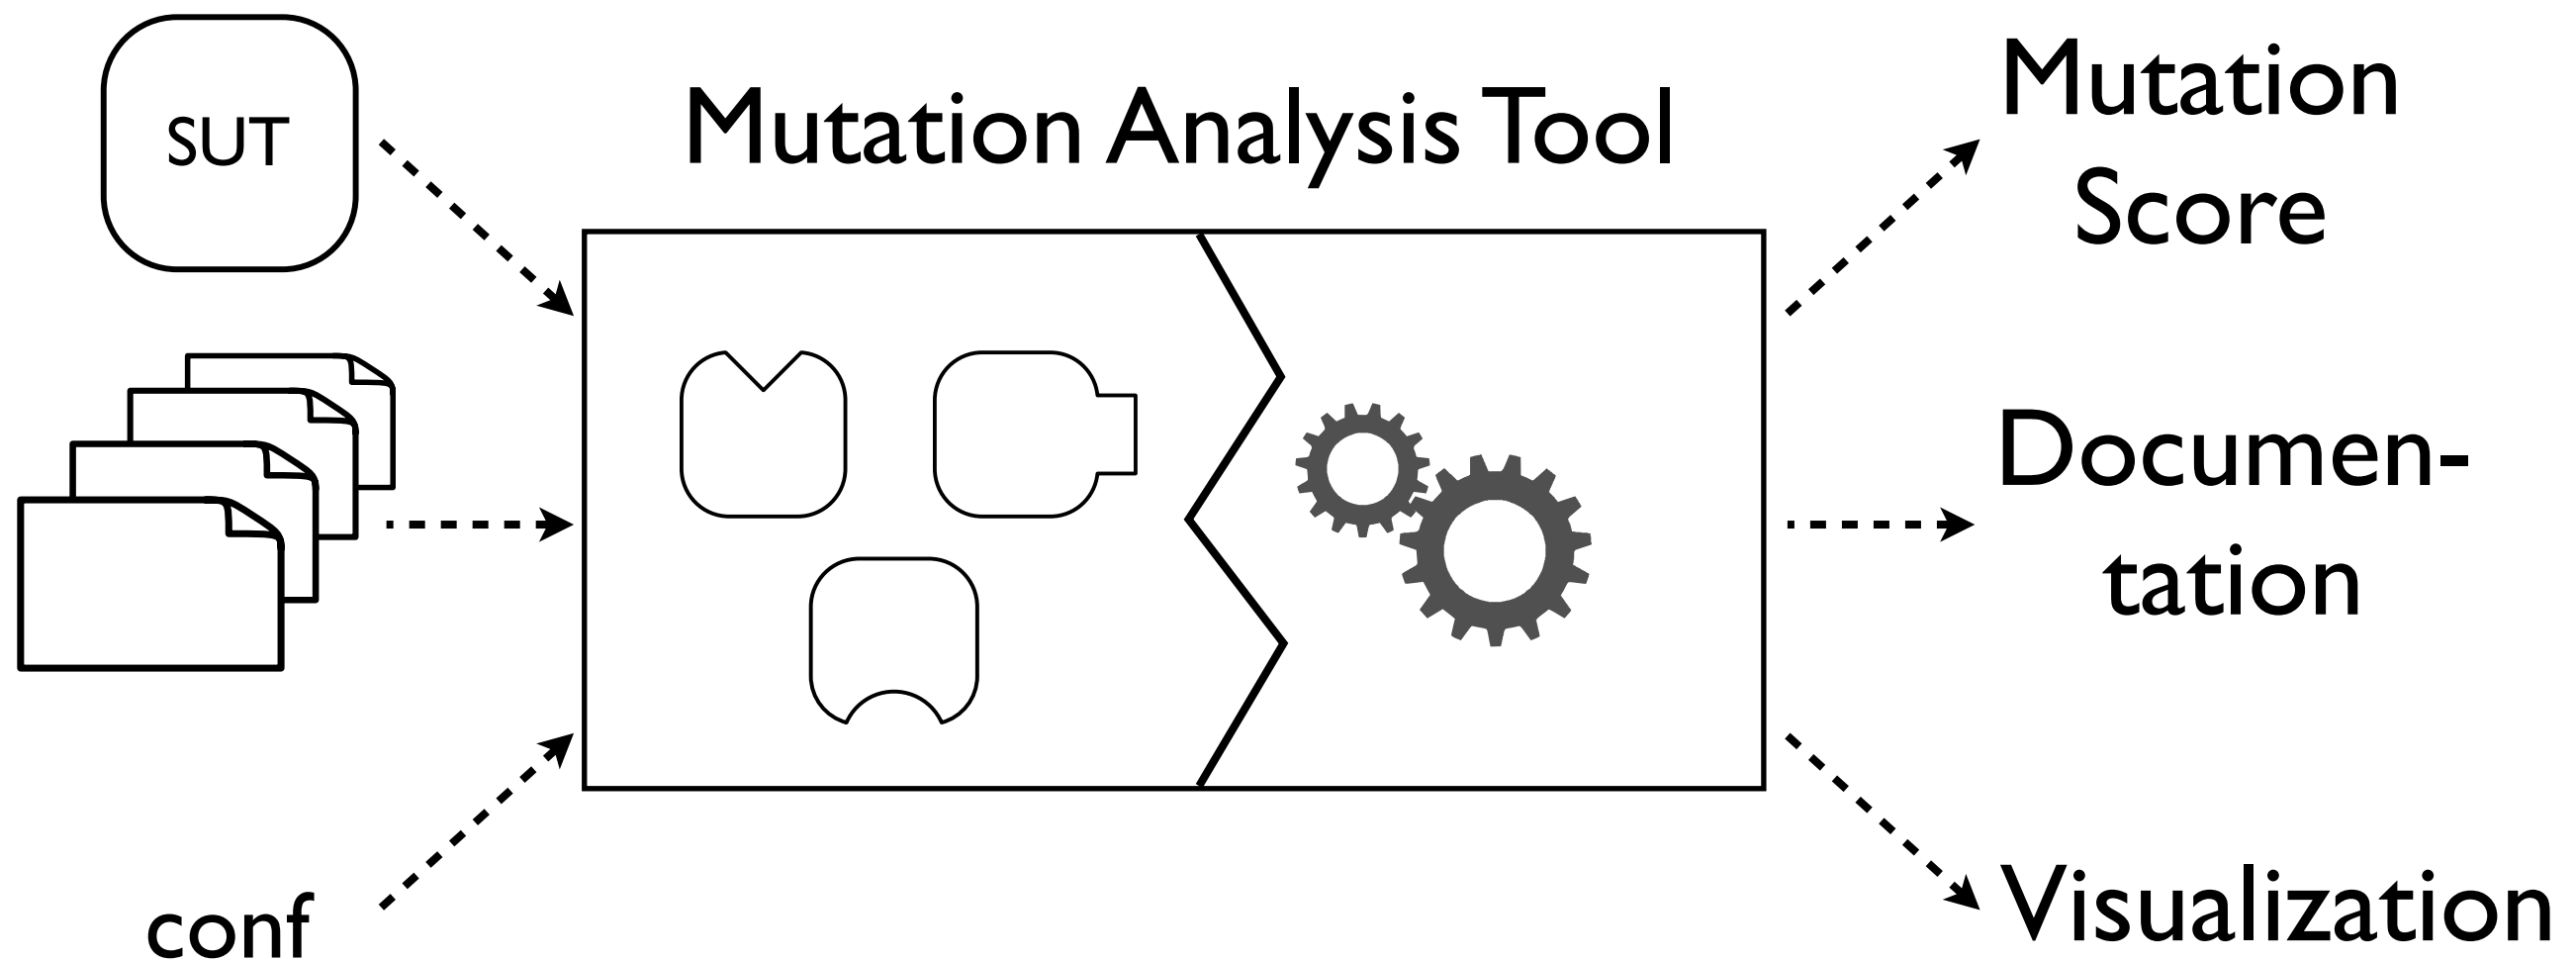 SUT
Mutation Analysis Tool
Mutation
Score
Documen-
tation
conf
Visualization